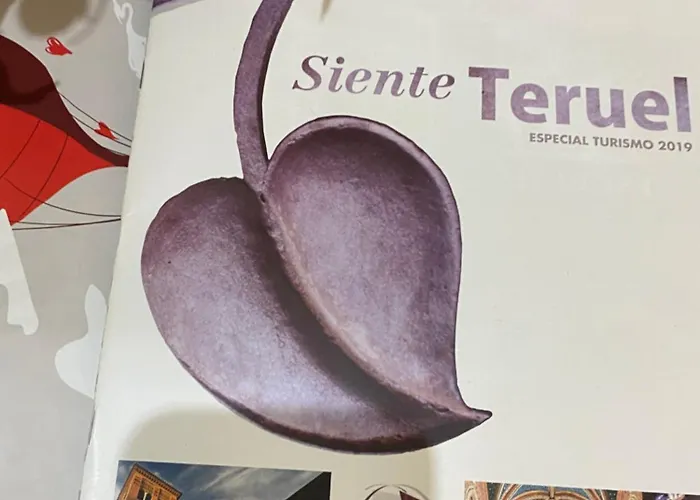 Siente Teruel
ESPECIAL TURISMO 2019